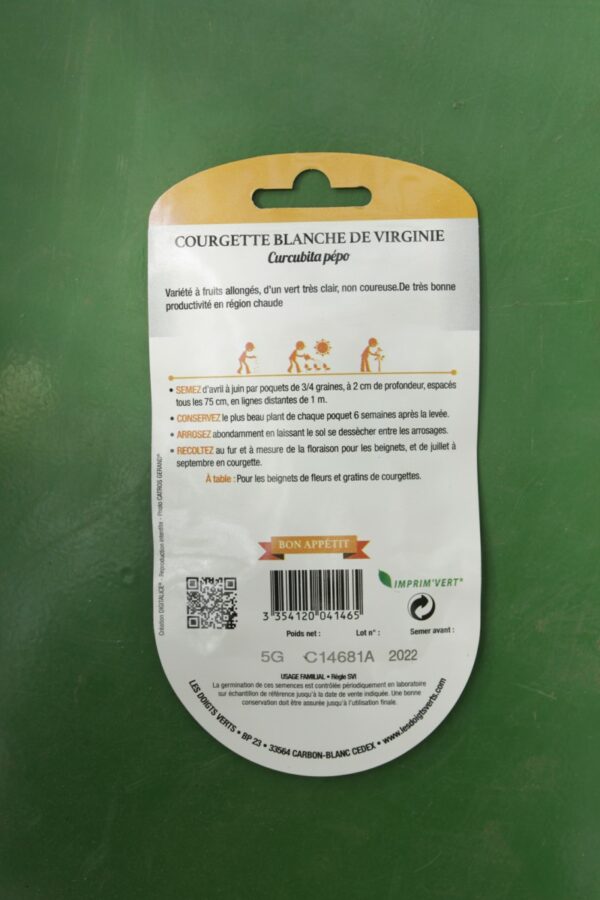 COURGETTE BLANCHE DE VIRGINIE
Curcubita pépo
Variété à fruits allongés, d'un vert très clair, non coureuse.De très bonne
productivité en région chaude
• SEMEZ d'avril à juin par poquets de 3/4 graines, à 2 cm de profondeur, espacés
tous les 75 cm, en lignes distantes de 1 m.
• CONSERVEZ le plus beau plant de chaque poquet 6 semaines après la levée.
• ARROSEZ abondamment en laissant le sol se dessècher entre les arrosages.
• RECOLTEZ au fur et à mesure de la floraison pour les beignets, et de juillet à
septembre en courgette.
À table : Pour les beignets de fleurs et gratins de courgettes.
Création DIGITALICE® - Reproduction interdite - Photo CATROS GERAND®
BON APPÉTIT
IMPRIM'VERT®
3 354120 041465
Poids net : Lot n° : Semer avant :
5G C14681A 2022
USAGE FAMILIAL • Règle SVI
La germination de ces semences est contrôlée périodiquement en laboratoire
sur échantillon de référence jusqu'à la date de vente indiquée. Une bonne
conservation doit être assurée jusqu'à l'utilisation finale.
LES DOIGTS VERTS • BP 23 • 33564 CARBON-BLANC CEDEX • www.lesdoigtsverts.com